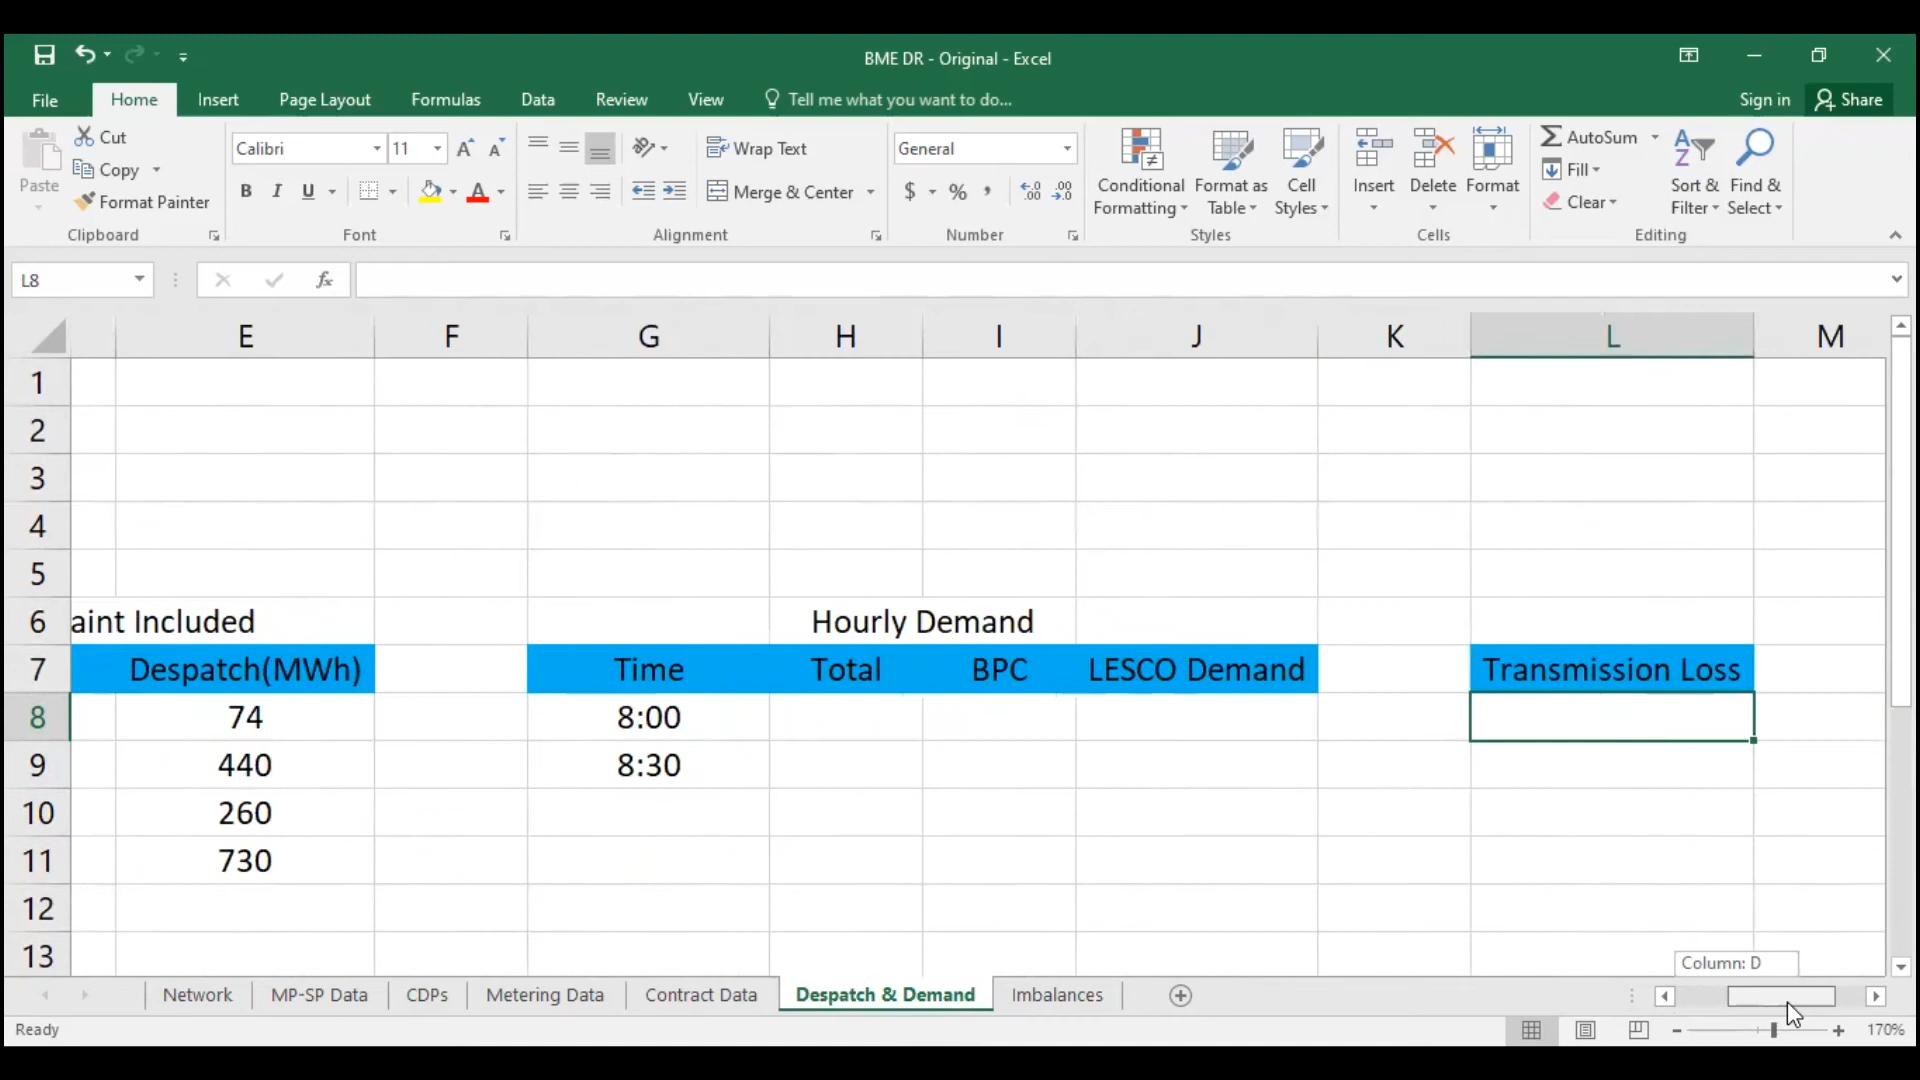 BME DR - Original - Excel
File Home Insert Page Layout Formulas Data Review View Tell me what you want to do... Sign in Share
Paste
Cut
Copy
Format Painter
Clipboard
Calibri 11
B I U A
Font
Wrap Text
Merge & Center
Alignment
General
$ % ,
Number
Conditional Formatting
Format as Table
Cell Styles
Styles
Insert
Delete
Format
Cells
AutoSum
Fill
Clear
Sort & Filter
Find & Select
Editing
L8 fx
E F G H I J K L M
1
2
3
4
5
6 aint Included Hourly Demand
7 Despatch(MWh) Time Total BPC LESCO Demand Transmission Loss
8 74 8:00
9 440 8:30
10 260
11 730
12
13
Column: D
Network MP-SP Data CDPs Metering Data Contract Data Despatch & Demand Imbalances
Ready 170%